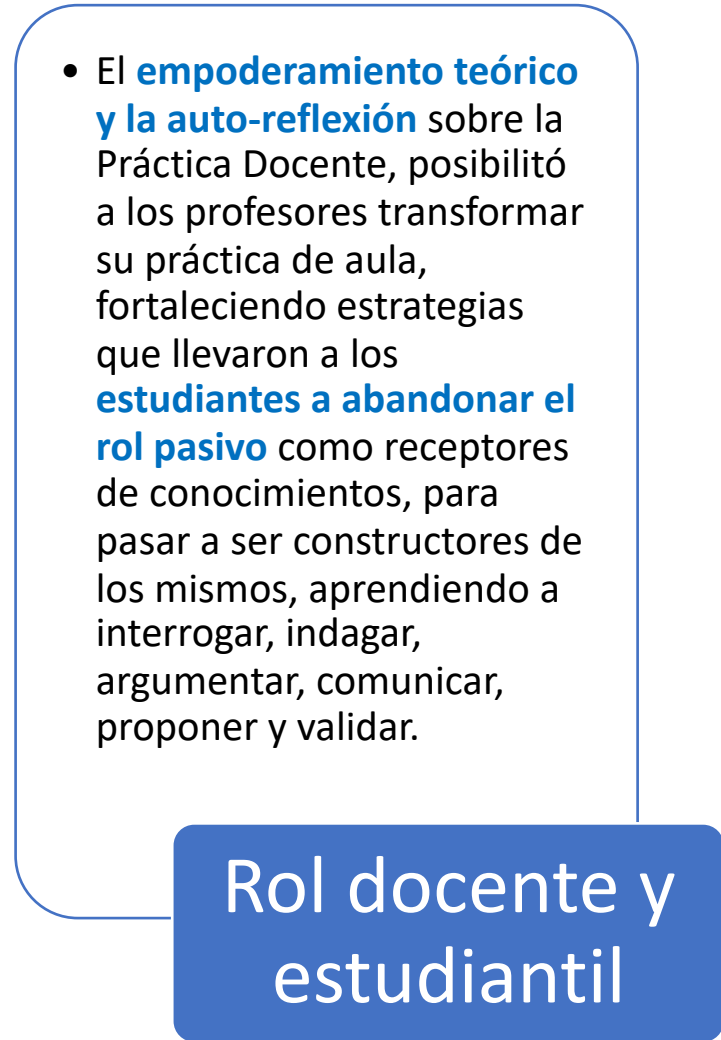 • El empoderamiento teórico
y la auto-reflexión sobre la
Práctica Docente, posibilitó
a los profesores transformar
su práctica de aula,
fortaleciendo estrategias
que llevaron a los
estudiantes a abandonar el
rol pasivo como receptores
de conocimientos, para
pasar a ser constructores de
los mismos, aprendiendo a
interrogar, indagar,
argumentar, comunicar,
proponer y validar.
Rol docente y
estudiantil